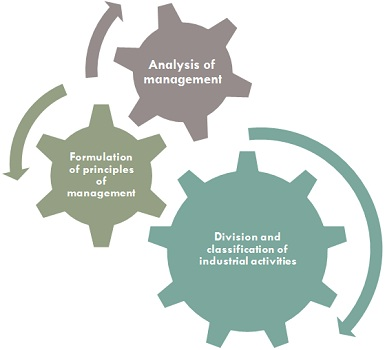 Analysis of
management
Formulation
of principles
of
management
Division and
classification of
industrial activities